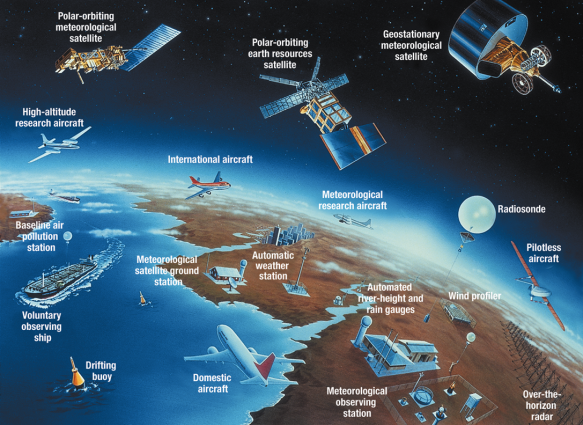 Polar-orbiting
meteorological
satellite
Polar-orbiting
earth resources
satellite
Geostationary
meteorological
satellite
High-altitude
research aircraft
International aircraft
Meteorological
research aircraft
Radiosonde
Baseline air
pollution
station
Meteorological
satellite ground
station
Automatic
weather
station
Pilotless
aircraft
Automated
river-height and
rain gauges
Wind profiler
Voluntary
observing
ship
Drifting
buoy
Domestic
aircraft
Meteorological
observing
station
Over-the-
horizon
radar